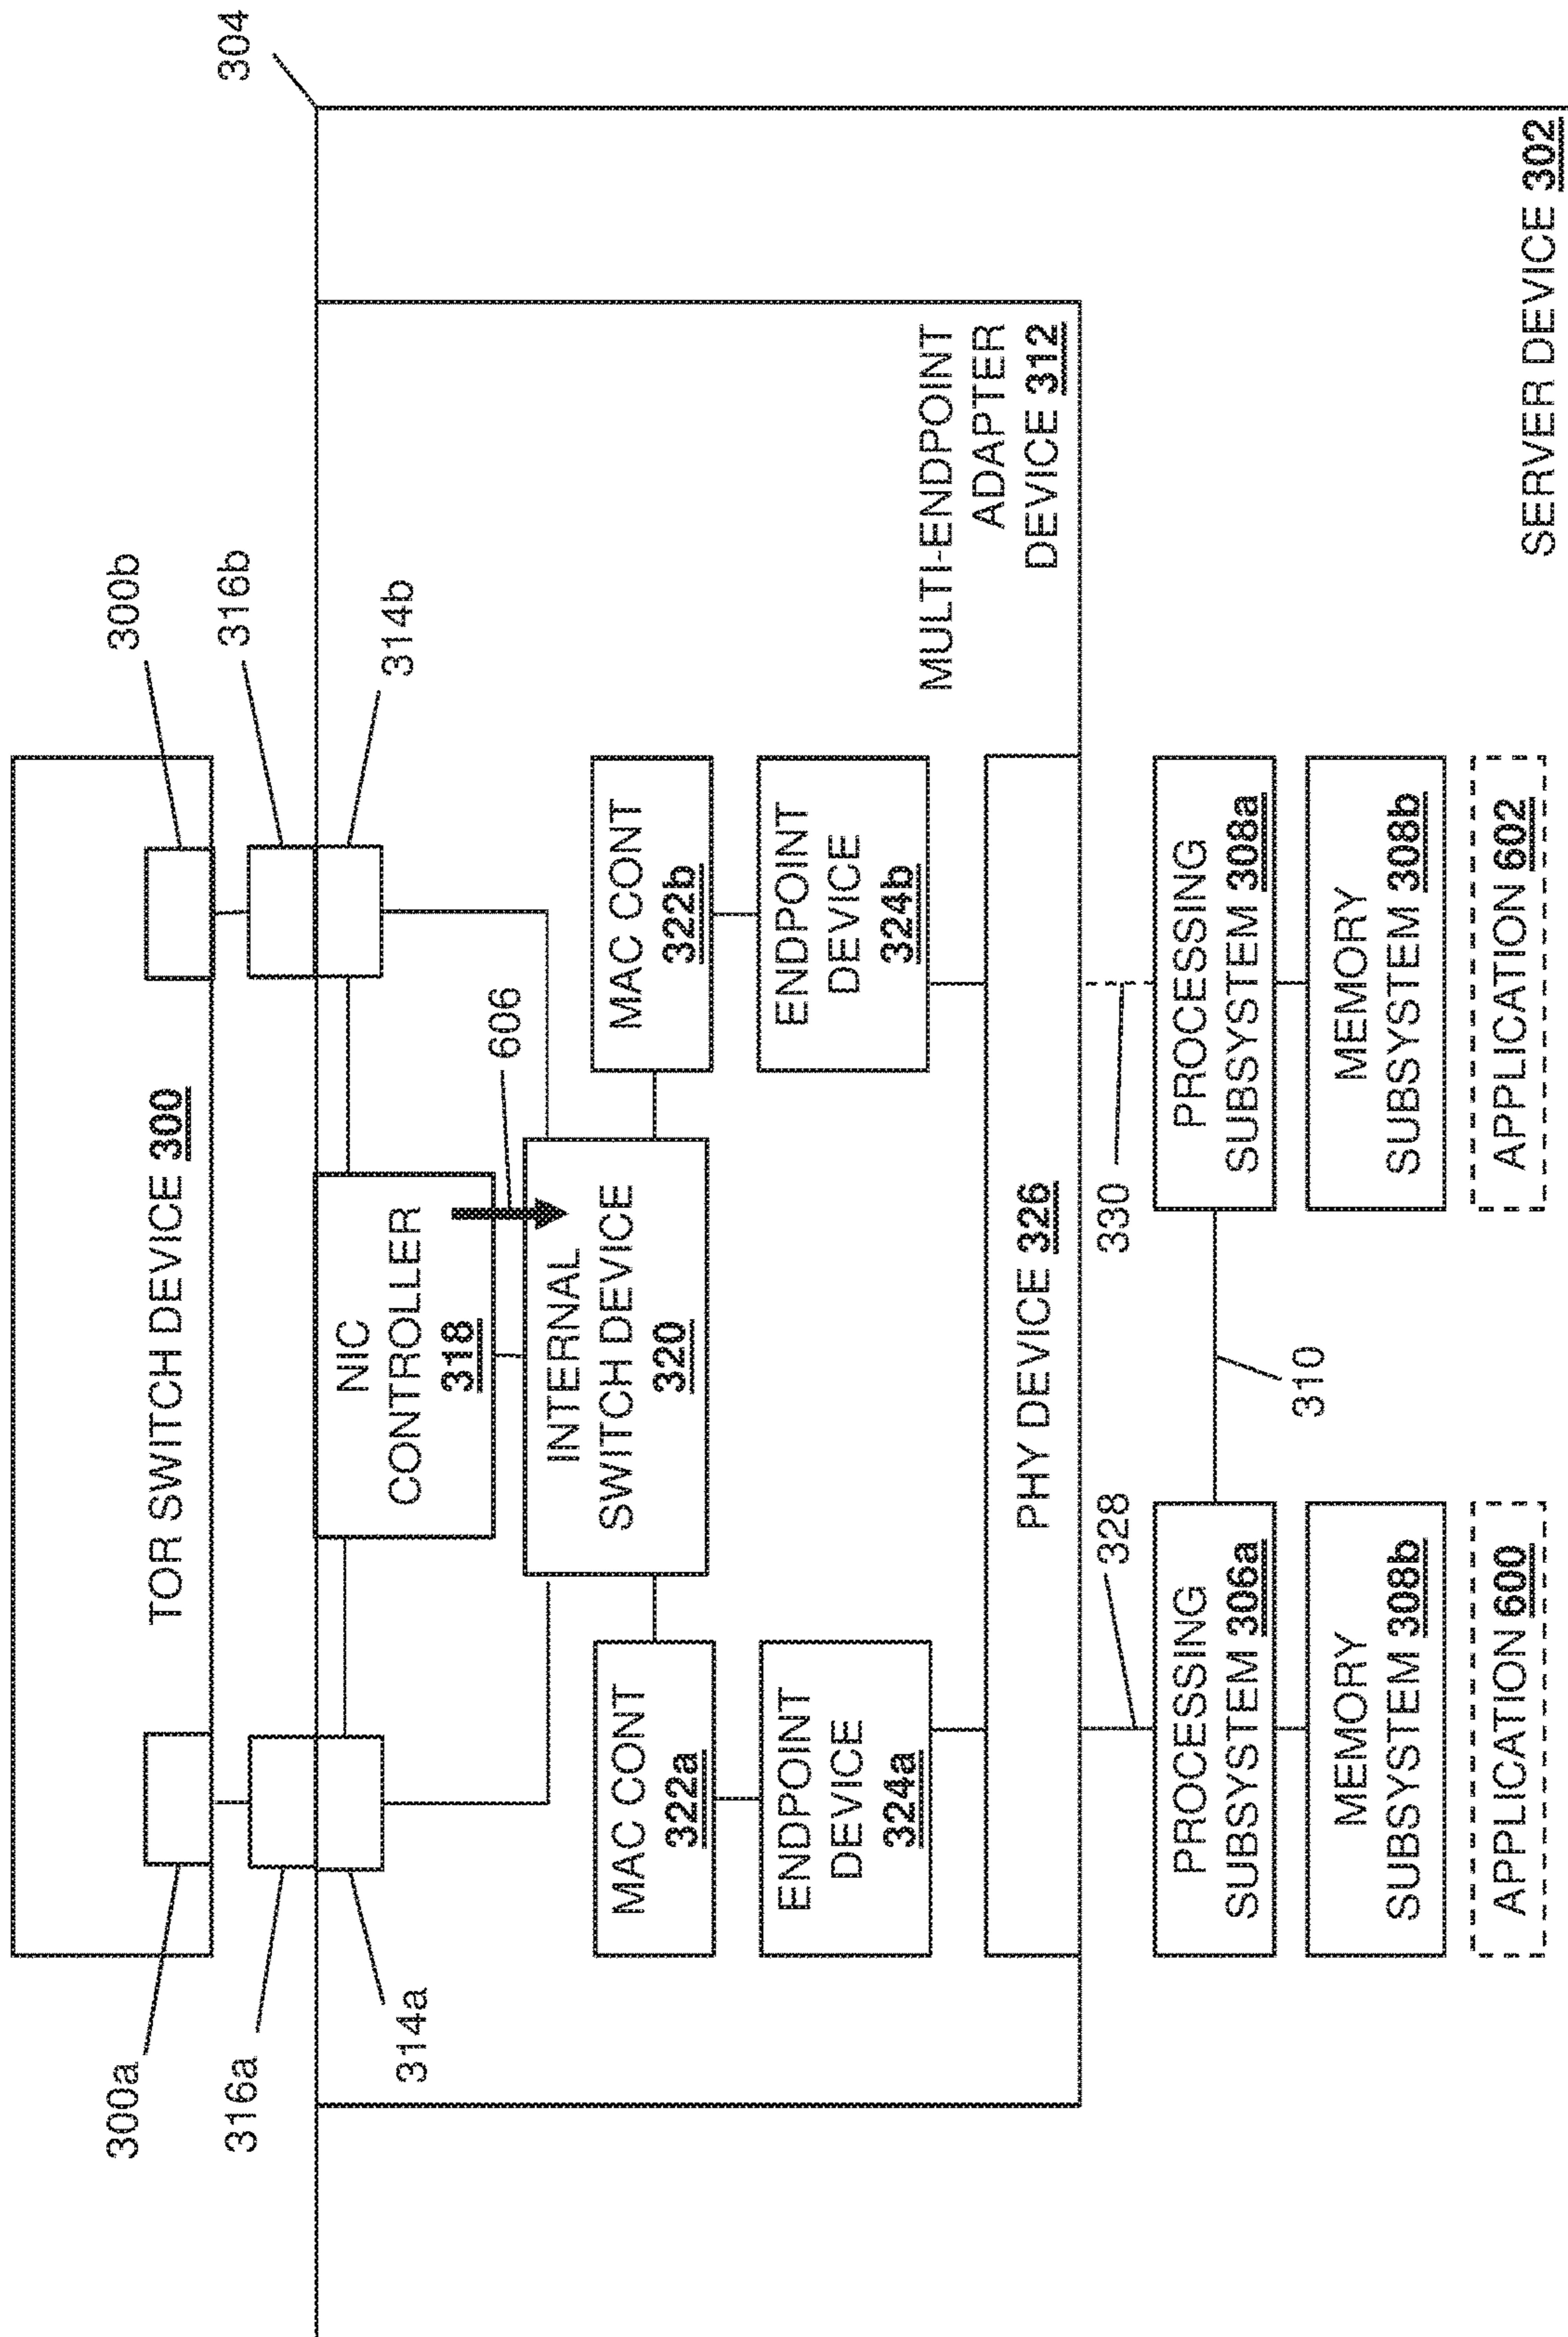 304
300b
316b
314b
300a
316a
314a
TOR SWITCH DEVICE 300
NIC
CONTROLLER
318
606
INTERNAL
SWITCH DEVICE
320
MAC CONT
322a
MAC CONT
322b
ENDPOINT
DEVICE
324a
ENDPOINT
DEVICE
324b
MULTI-ENDPOINT
ADAPTER
DEVICE 312
PHY DEVICE 326
328
330
PROCESSING
SUBSYSTEM 306a
310
PROCESSING
SUBSYSTEM 308a
MEMORY
SUBSYSTEM 308b
MEMORY
SUBSYSTEM 308b
APPLICATION 600
APPLICATION 602
SERVER DEVICE 302